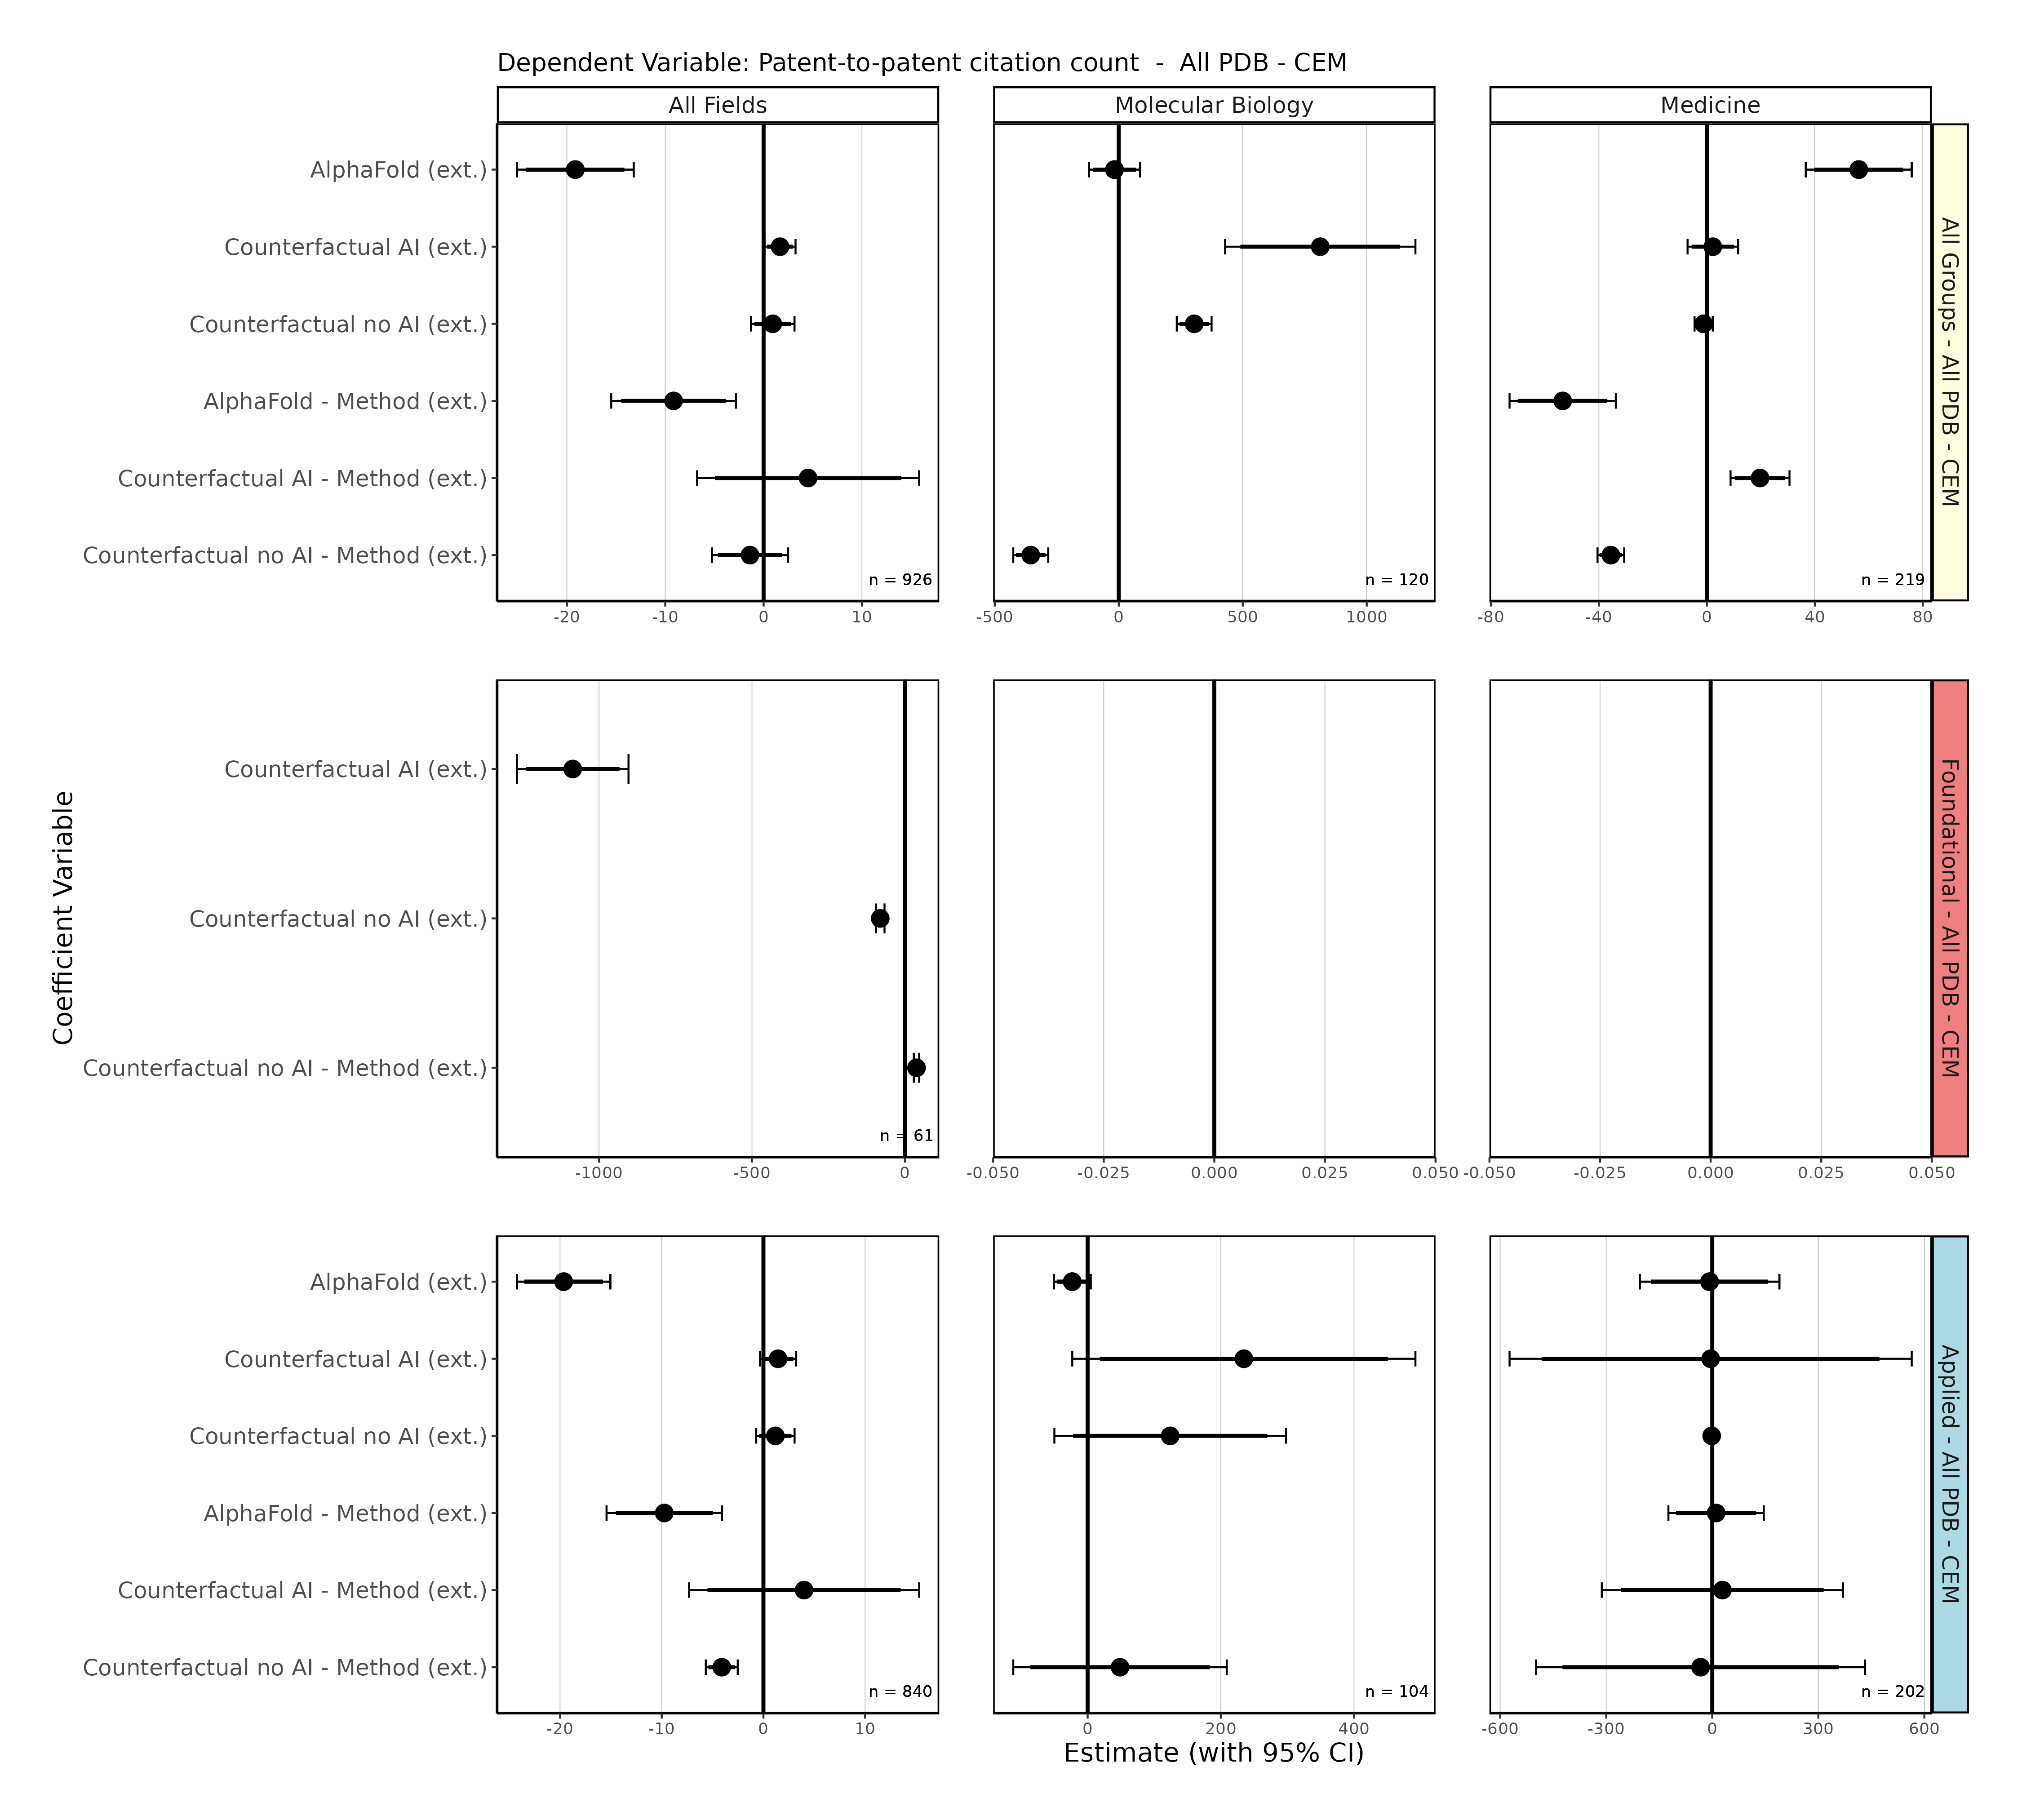 Dependent Variable: Patent-to-patent citation count - All PDB - CEM
All Fields
Molecular Biology
Medicine
AlphaFold (ext.)
Counterfactual AI (ext.)
Counterfactual no AI (ext.)
AlphaFold - Method (ext.)
Counterfactual AI - Method (ext.)
Counterfactual no AI - Method (ext.)
n = 926
n = 120
n = 219
All Groups - All PDB - CEM
-20 -10 0 10
-500 0 500 1000
-80 -40 0 40 80
Coefficient Variable
Counterfactual AI (ext.)
Counterfactual no AI (ext.)
Counterfactual no AI - Method (ext.)
n = 61
Foundational - All PDB - CEM
-1000 -500 0
-0.050 -0.025 0.000 0.025 0.050
-0.050 -0.025 0.000 0.025 0.050
AlphaFold (ext.)
Counterfactual AI (ext.)
Counterfactual no AI (ext.)
AlphaFold - Method (ext.)
Counterfactual AI - Method (ext.)
Counterfactual no AI - Method (ext.)
n = 840
n = 104
n = 202
Applied - All PDB - CEM
-20 -10 0 10
0 200 400
-600 -300 0 300 600
Estimate (with 95% CI)